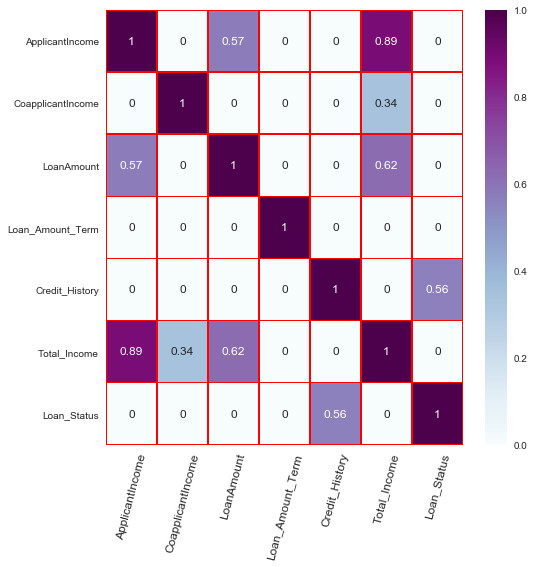 ApplicantIncome 1 0 0.57 0 0 0.89 0
CoapplicantIncome 0 1 0 0 0 0.34 0
LoanAmount 0.57 0 1 0 0 0.62 0
Loan_Amount_Term 0 0 0 1 0 0 0
Credit_History 0 0 0 0 1 0 0.56
Total_Income 0.89 0.34 0.62 0 0 1 0
Loan_Status 0 0 0 0 0.56 0 1
ApplicantIncome
CoapplicantIncome
LoanAmount
Loan_Amount_Term
Credit_History
Total_Income
Loan_Status
1.0
0.8
0.6
0.4
0.2
0.0